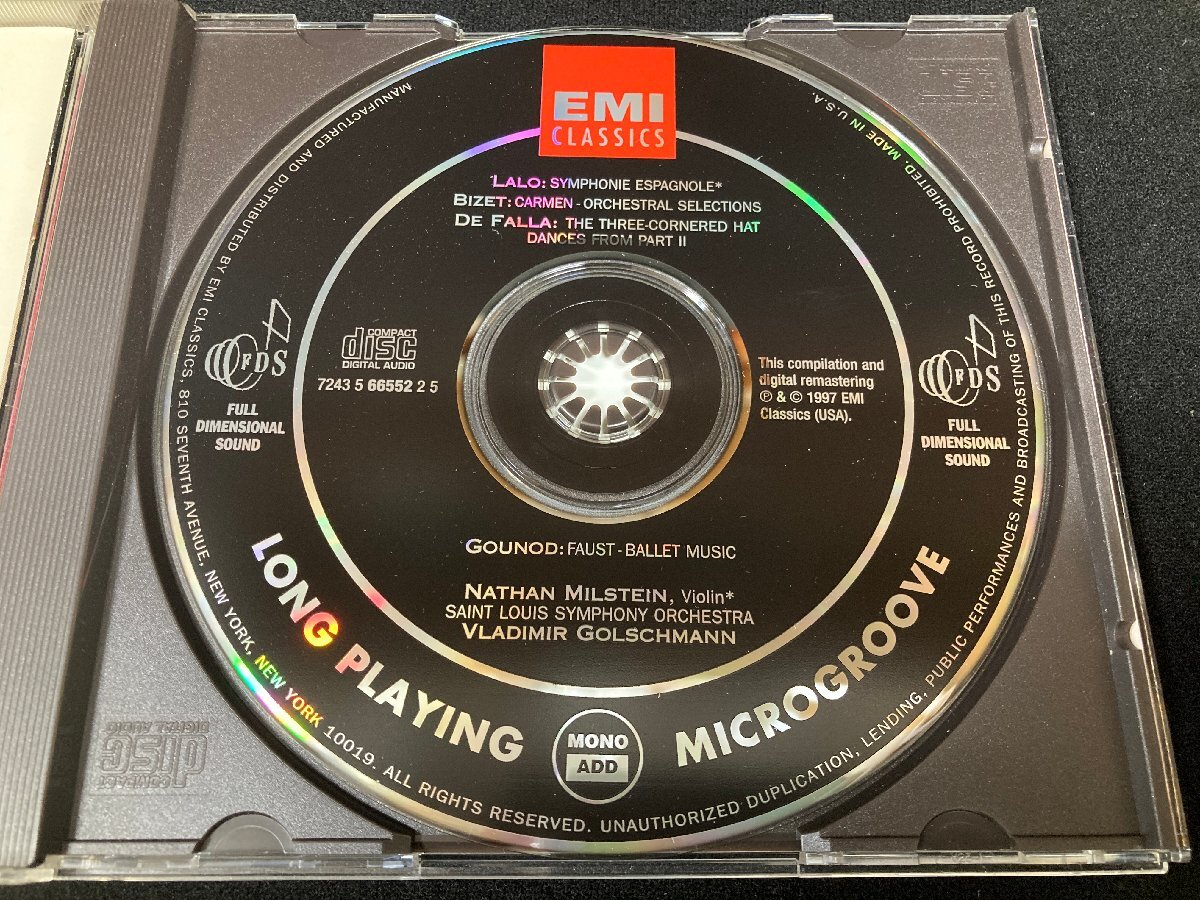 EMI
CLASSICS
LALO: SYMPHONIE ESPAGNOLE*
BIZET: CARMEN - ORCHESTRAL SELECTIONS
DE FALLA: THE THREE-CORNERED HAT
DANCES FROM PART II
COMPACT
disc
DIGITAL AUDIO
7243 5 66552 2 5
This compilation and
digital remastering
℗ & © 1997 EMI
Classics (USA).
FDS
FULL
DIMENSIONAL
SOUND
FDS
FULL
DIMENSIONAL
SOUND
GOUNOD: FAUST - BALLET MUSIC
NATHAN MILSTEIN, Violin*
SAINT LOUIS SYMPHONY ORCHESTRA
VLADIMIR GOLSCHMANN
LONG PLAYING
MICROGROOVE
MONO
ADD
MANUFACTURED AND DISTRIBUTED BY EMI CLASSICS, 810 SEVENTH AVENUE, NEW YORK, NEW YORK 10019. ALL RIGHTS RESERVED. UNAUTHORIZED DUPLICATION, LENDING, PUBLIC PERFORMANCES AND BROADCASTING OF THIS RECORD PROHIBITED. MADE IN U.S.A.
COMPACT
disc
DIGITAL AUDIO